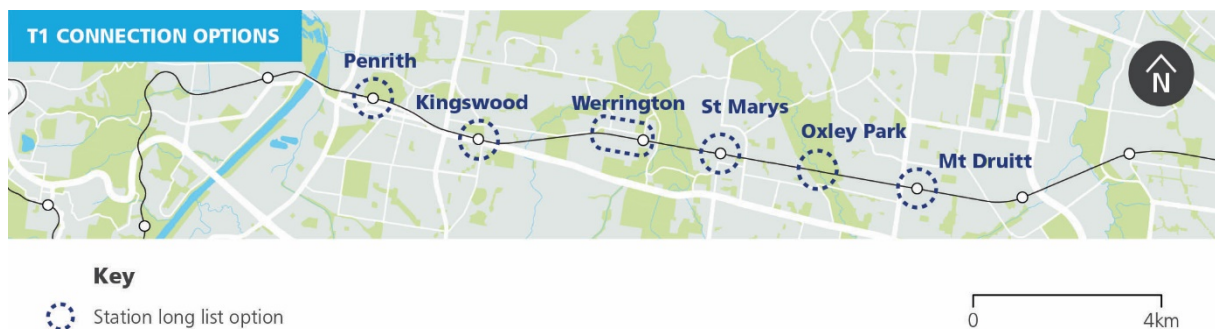 T1 CONNECTION OPTIONS
Penrith
Kingswood
Werrington
St Marys
Oxley Park
Mt Druitt
N
Key
Station long list option
0 4km